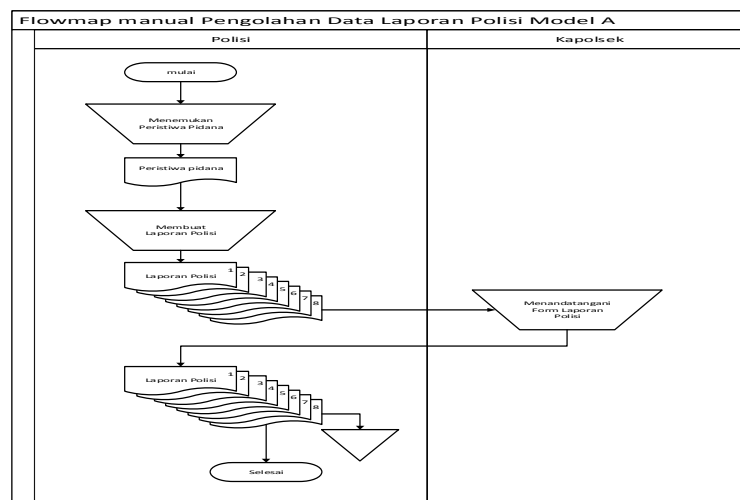 Flowmap manual Pengolahan Data Laporan Polisi Model A
Polisi
Kapolsek
mulai
Menemukan
Peristiwa Pidana
Peristiwa pidana
Membuat
Laporan Polisi
Laporan Polisi
1
2
3
4
5
6
7
8
Menandatangani
Form Laporan
Polisi
Laporan Polisi
1
2
3
4
5
6
7
8
Selesai